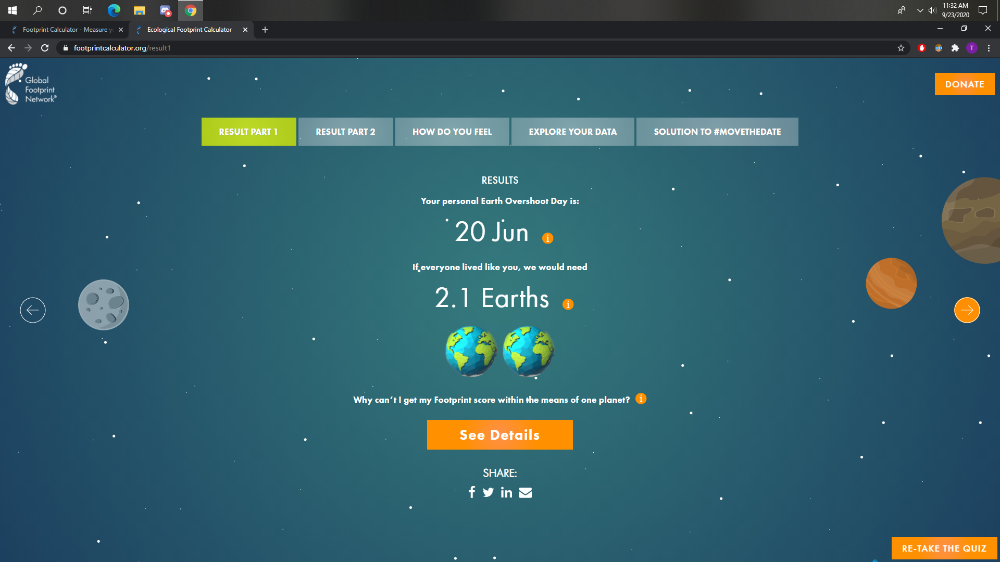 11:32 AM
9/23/2020
Footprint Calculator - Measure y
Ecological Footprint Calculator
footprintcalculator.org/result1
T
Global
Footprint
Network®
DONATE
RESULT PART 1
RESULT PART 2
HOW DO YOU FEEL
EXPLORE YOUR DATA
SOLUTION TO #MOVETHEDATE
RESULTS
Your personal Earth Overshoot Day is:
20 Jun
i
If everyone lived like you, we would need
2.1 Earths
i
Why can't I get my Footprint score within the means of one planet?
i
See Details
SHARE:
RE-TAKE THE QUIZ